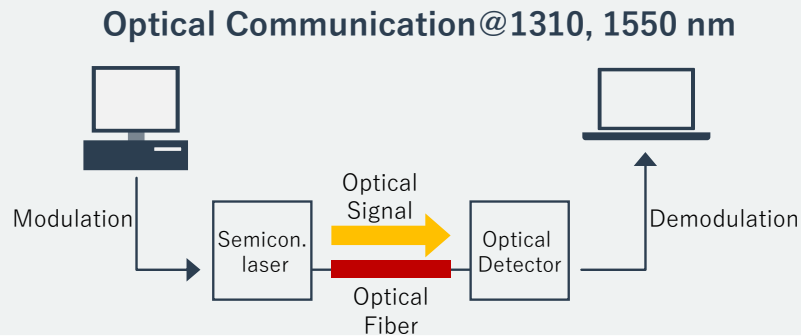 Optical Communication@1310, 1550 nm
Modulation
Semicon.
laser
Optical
Signal
Optical
Fiber
Optical
Detector
Demodulation